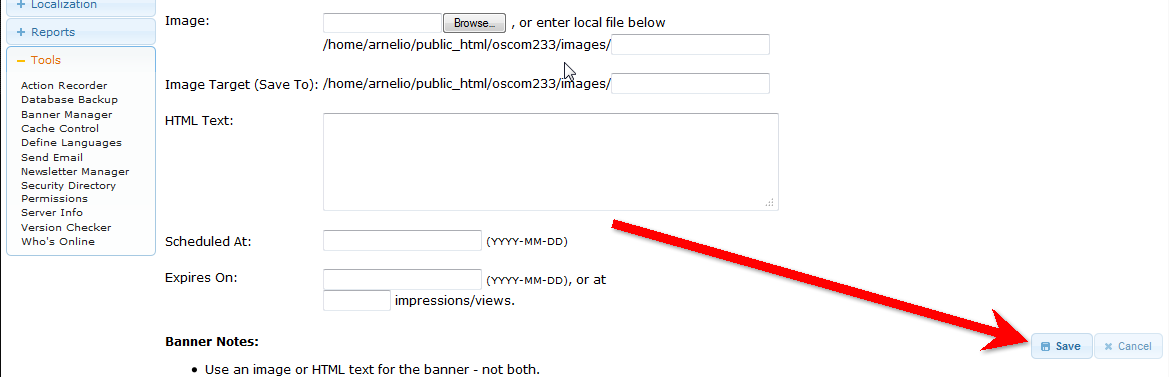 Localization
Reports
Tools
Action Recorder
Database Backup
Banner Manager
Cache Control
Define Languages
Send Email
Newsletter Manager
Security Directory
Permissions
Server Info
Version Checker
Who's Online
Image: Browse... , or enter local file below
/home/arnelio/public_html/oscom233/images/
Image Target (Save To): /home/arnelio/public_html/oscom233/images/
HTML Text:
Scheduled At: (YYYY-MM-DD)
Expires On: (YYYY-MM-DD), or at
impressions/views.
Save Cancel
Banner Notes:
• Use an image or HTML text for the banner - not both.